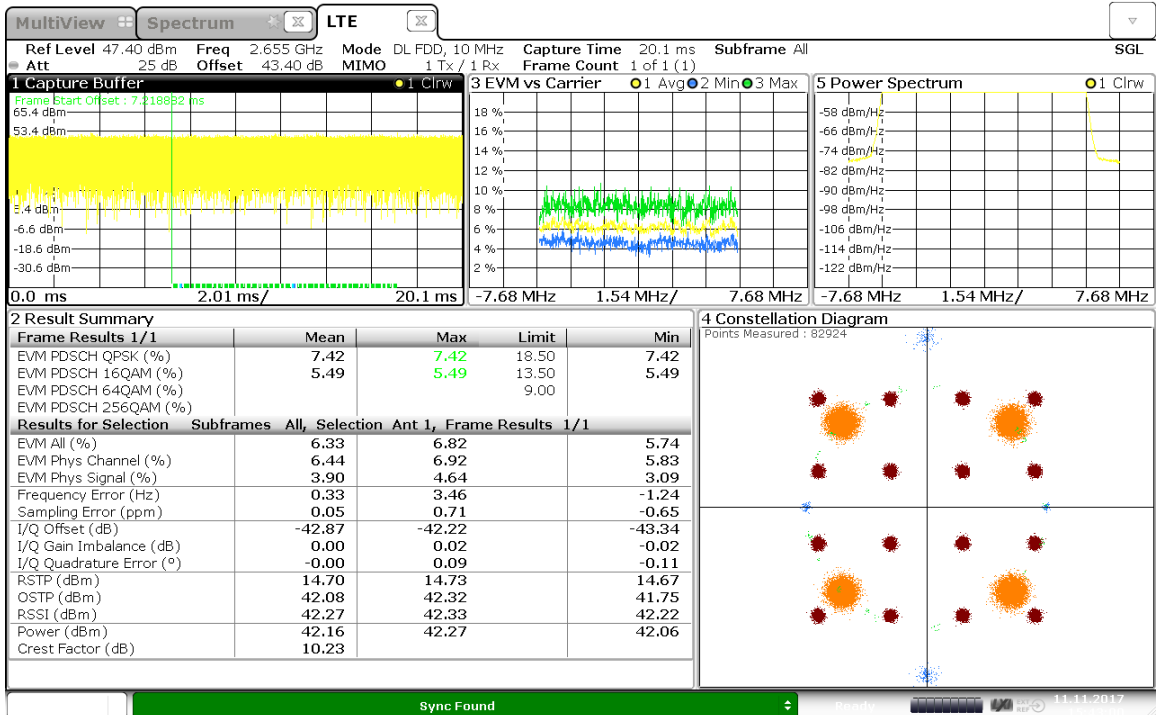 MultiView Spectrum LTE
Ref Level 47.40 dBm Freq 2.655 GHz Mode DL FDD, 10 MHz Capture Time 20.1 ms Subframe All SGL
Att 25 dB Offset 43.40 dB MIMO 1 Tx / 1 Rx Frame Count 1 of 1 (1)
1 Capture Buffer 1 Clrw
Frame Start Offset : 7.218882 ms
65.4 dBm
53.4 dBm
5.4 dBm
-6.6 dBm
-18.6 dBm
-30.6 dBm
0.0 ms 2.01 ms/ 20.1 ms
3 EVM vs Carrier 1 Avg 2 Min 3 Max
18 %
16 %
14 %
12 %
10 %
8 %
6 %
4 %
2 %
-7.68 MHz 1.54 MHz/ 7.68 MHz
5 Power Spectrum 1 Clrw
-58 dBm/Hz
-66 dBm/Hz
-74 dBm/Hz
-82 dBm/Hz
-90 dBm/Hz
-98 dBm/Hz
-106 dBm/Hz
-114 dBm/Hz
-122 dBm/Hz
-7.68 MHz 1.54 MHz/ 7.68 MHz
2 Result Summary
Frame Results 1/1 Mean Max Limit Min
EVM PDSCH QPSK (%) 7.42 7.42 18.50 7.42
EVM PDSCH 16QAM (%) 5.49 5.49 13.50 5.49
EVM PDSCH 64QAM (%) 9.00
EVM PDSCH 256QAM (%)
Results for Selection Subframes All, Selection Ant 1, Frame Results 1/1
EVM All (%) 6.33 6.82 5.74
EVM Phys Channel (%) 6.44 6.92 5.83
EVM Phys Signal (%) 3.90 4.64 3.09
Frequency Error (Hz) 0.33 3.46 -1.24
Sampling Error (ppm) 0.05 0.71 -0.65
I/Q Offset (dB) -42.87 -42.22 -43.34
I/Q Gain Imbalance (dB) 0.00 0.02 -0.02
I/Q Quadrature Error (°) -0.00 0.09 -0.11
RSTP (dBm) 14.70 14.73 14.67
OSTP (dBm) 42.08 42.32 41.75
RSSI (dBm) 42.27 42.33 42.22
Power (dBm) 42.16 42.27 42.06
Crest Factor (dB) 10.23
4 Constellation Diagram
Points Measured : 82924
Sync Found Ready LXI REF 11.11.2017